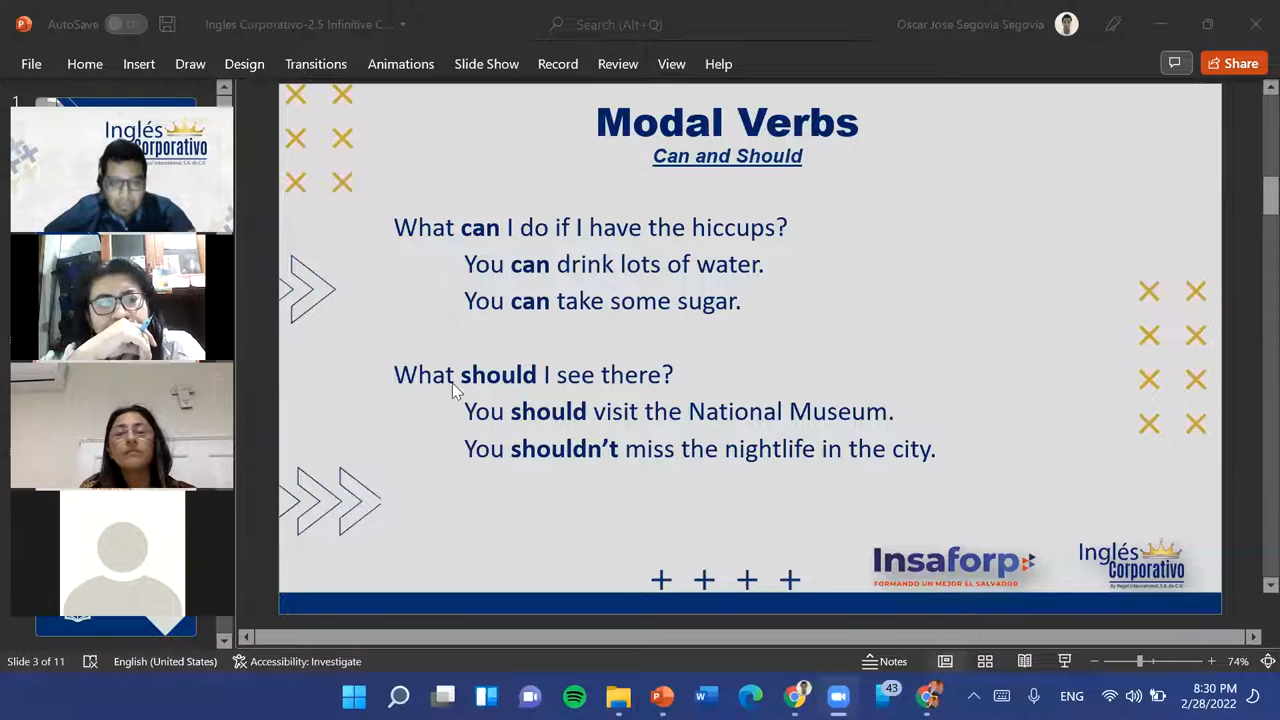 AutoSave
Ingles Corporativo-2.5 Infinitive C...
Search (Alt+Q)
Oscar Jose Segovia Segovia
File Home Insert Draw Design Transitions Animations Slide Show Record Review View Help
Share
1
Inglés
Corporativo
Modal Verbs
Can and Should
What can I do if I have the hiccups?
You can drink lots of water.
You can take some sugar.
What should I see there?
You should visit the National Museum.
You shouldn't miss the nightlife in the city.
Insaforp
FORMANDO UN MEJOR EL SALVADOR
Inglés
Corporativo
By Regal International, S.A. de C.V.
Slide 3 of 11 English (United States) Accessibility: Investigate Notes 74%
43
ENG
8:30 PM
2/28/2022